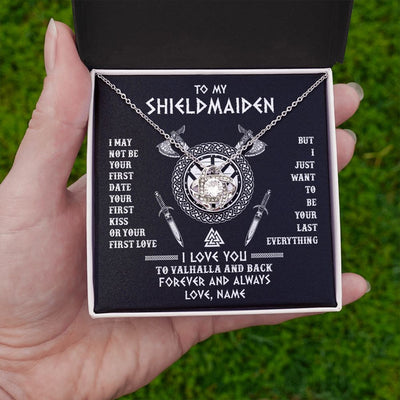 TO MY
SHIELDMAIDEN
I MAY
NOT BE
YOUR
FIRST
DATE
YOUR
FIRST
KISS
OR YOUR
FIRST LOVE
BUT
I
JUST
WANT
TO
BE
YOUR
LAST
EVERYTHING
I LOVE YOU
TO VALHALLA AND BACK
FOREVER AND ALWAYS
LOVE, NAME